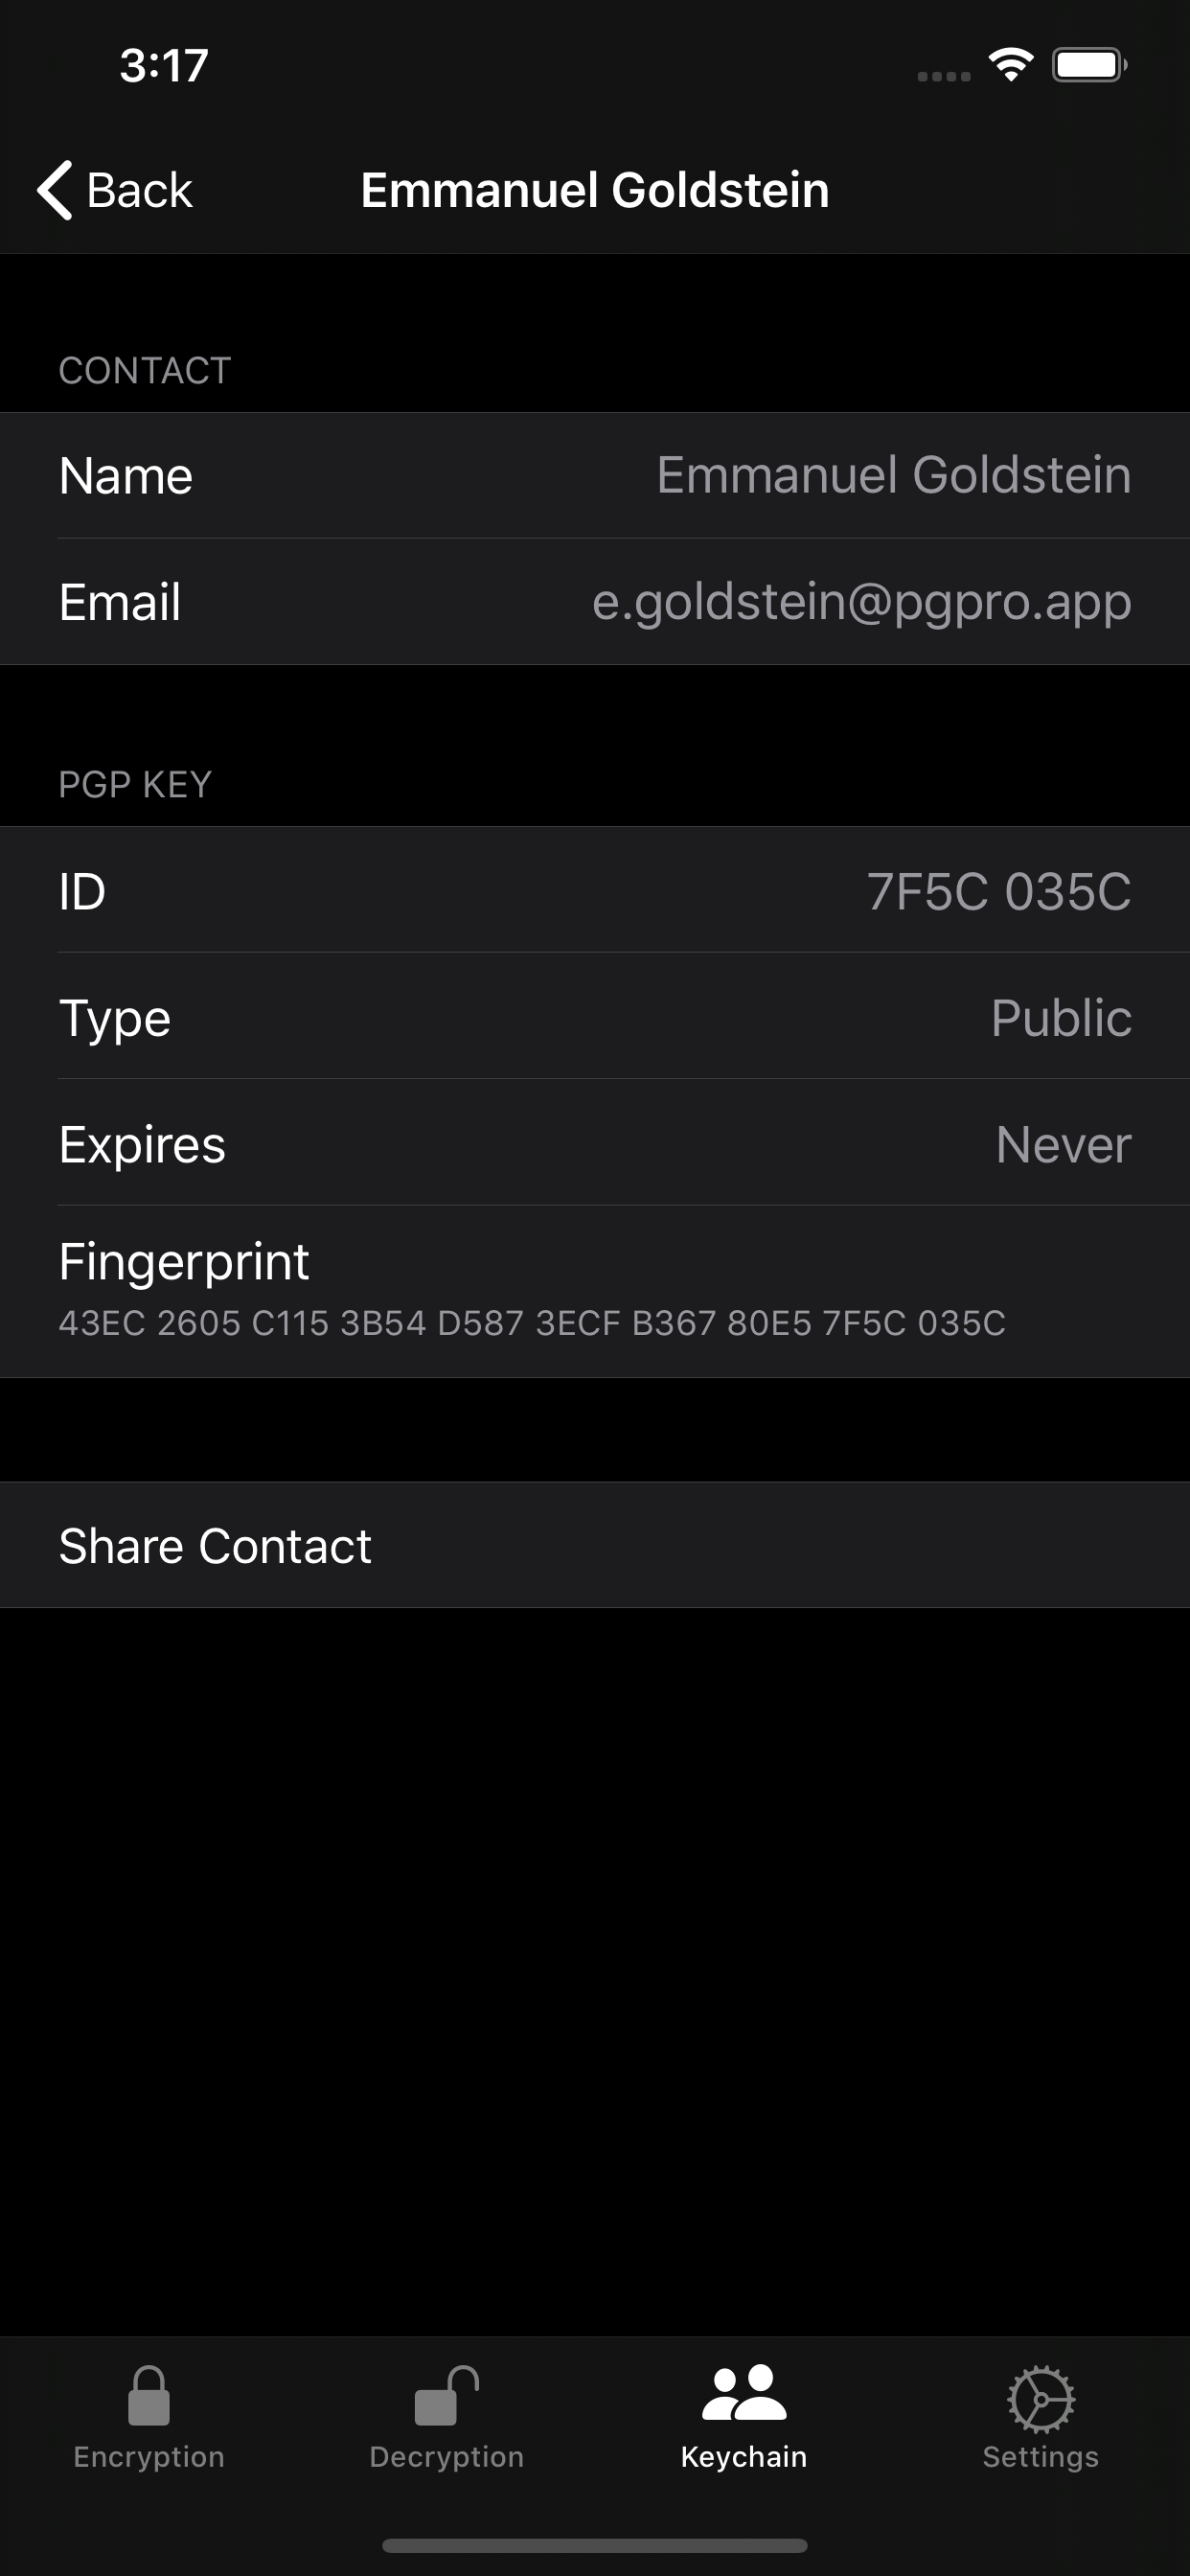 3:17
Back
Emmanuel Goldstein
CONTACT
Name Emmanuel Goldstein
Email e.goldstein@pgpro.app
PGP KEY
ID 7F5C 035C
Type Public
Expires Never
Fingerprint
43EC 2605 C115 3B54 D587 3ECF B367 80E5 7F5C 035C
Share Contact
Encryption Decryption Keychain Settings